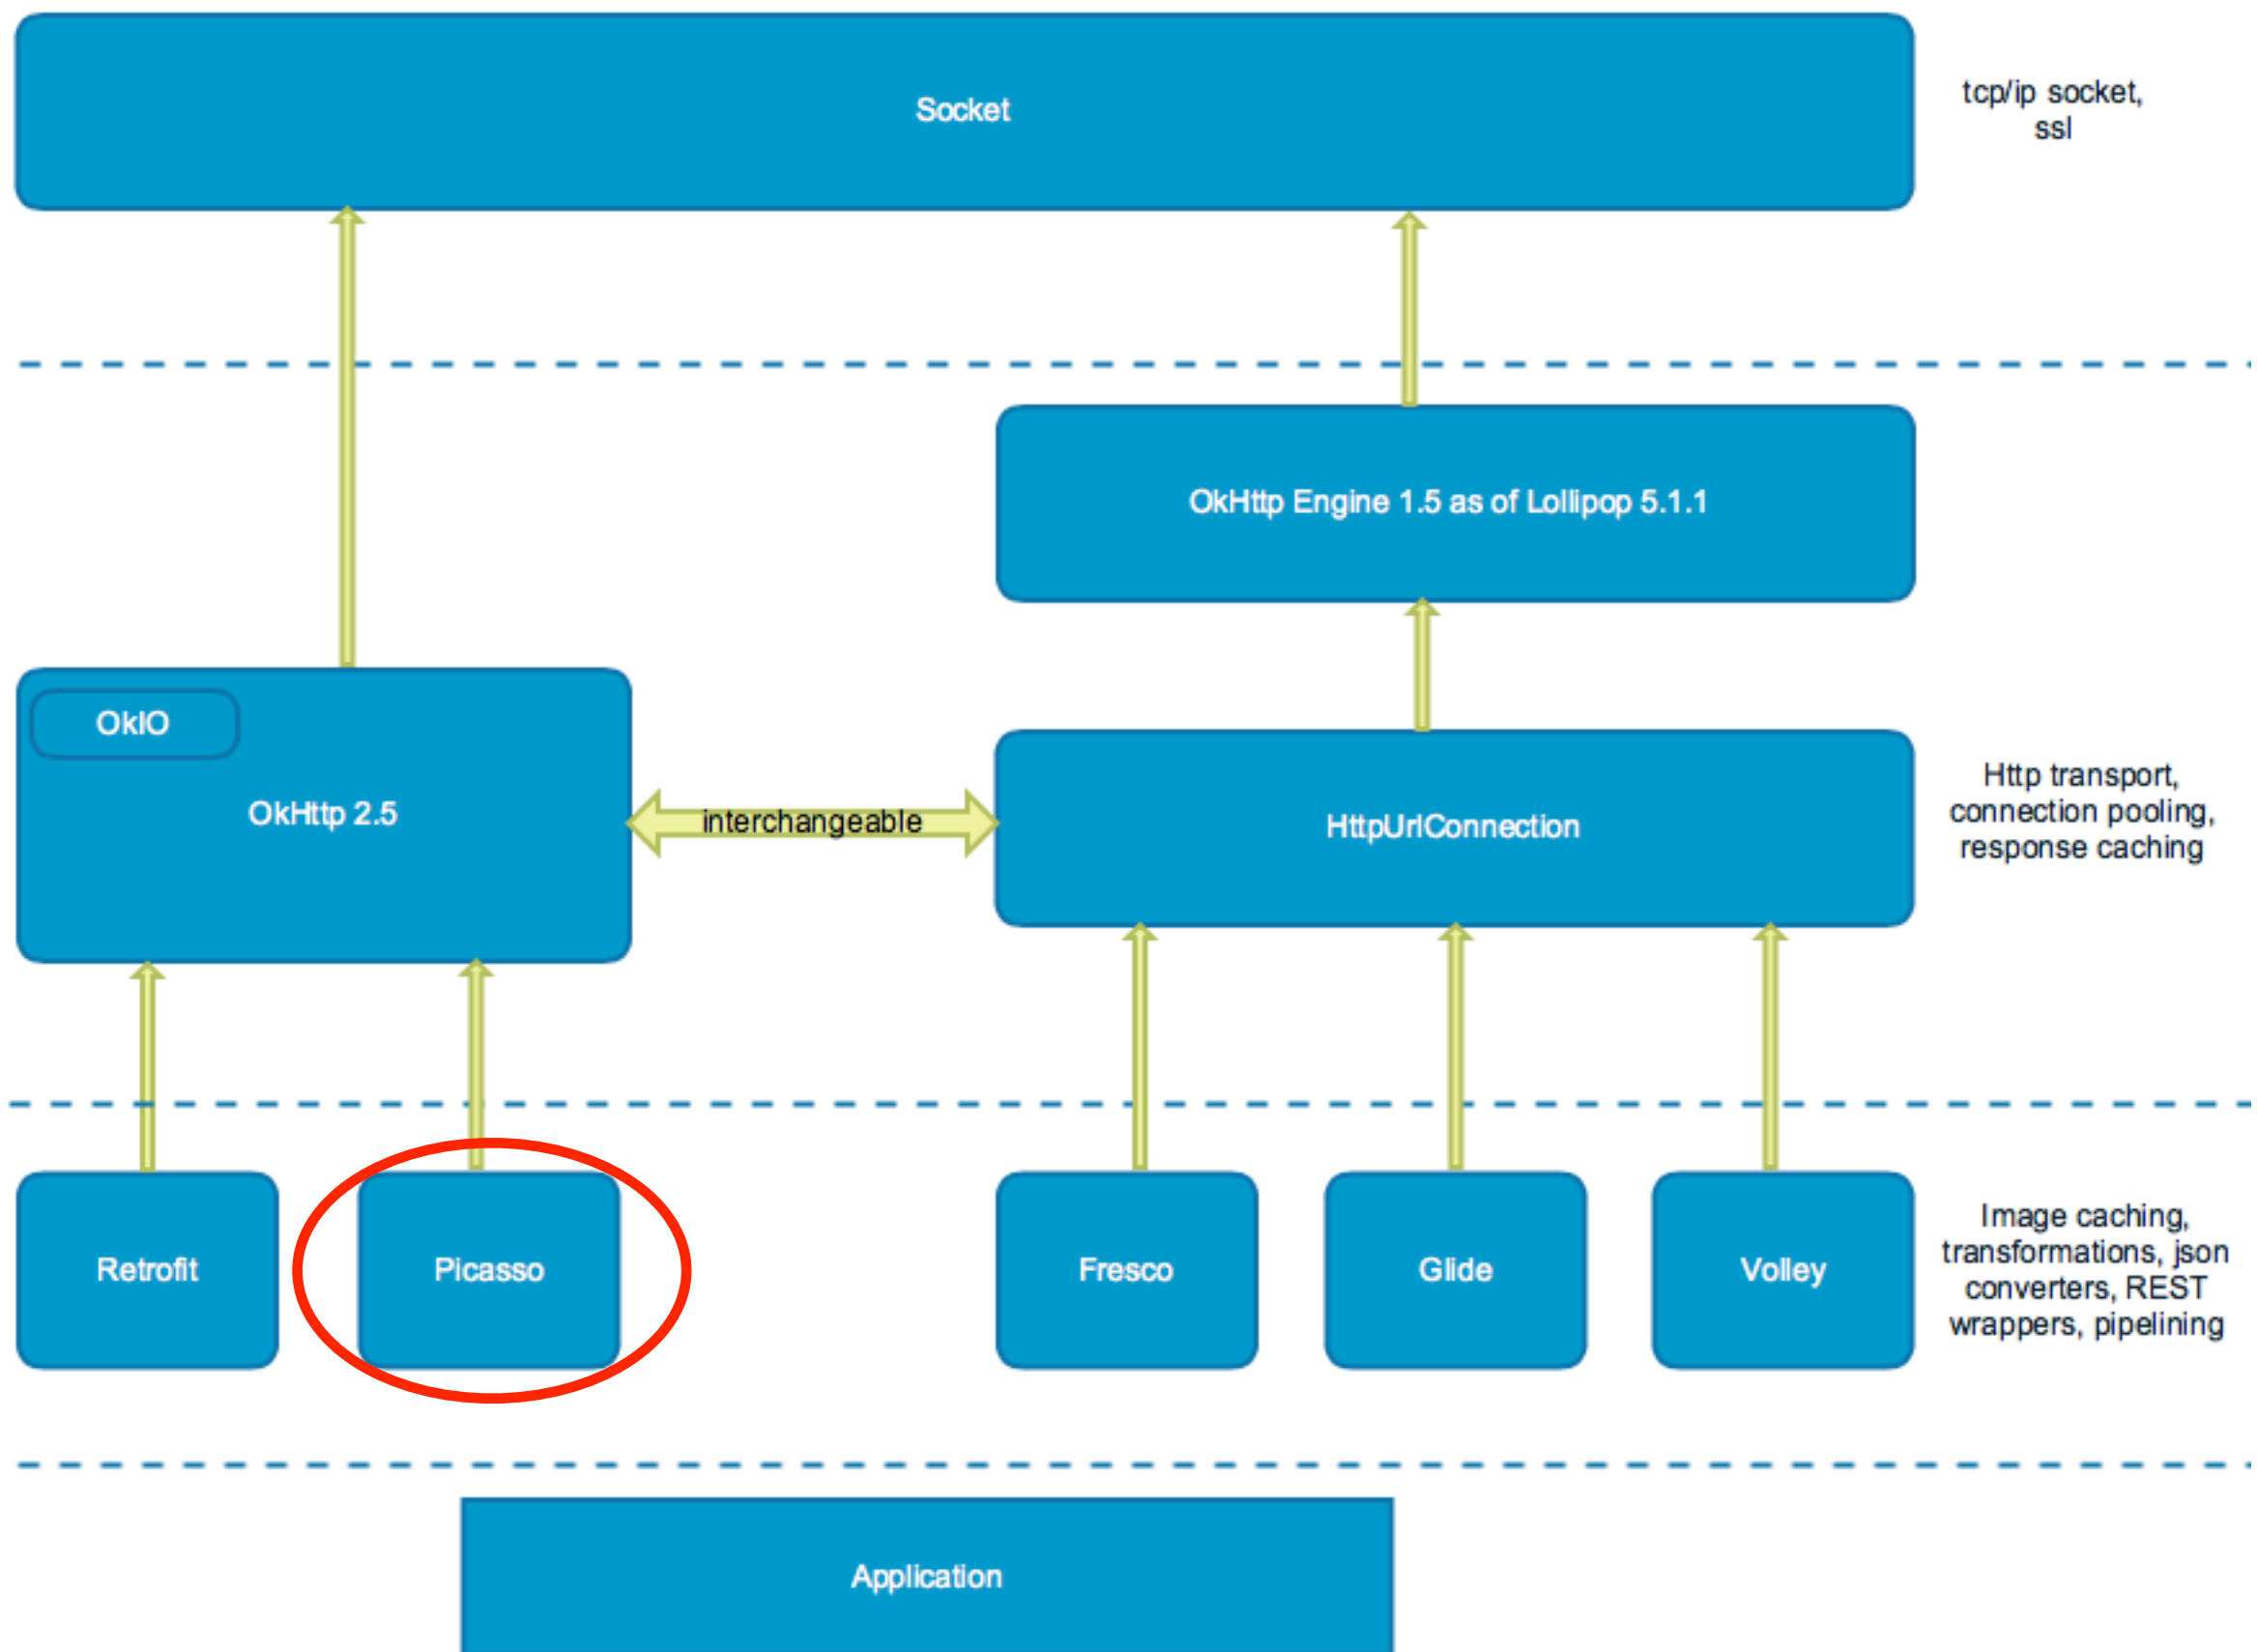 Socket
tcp/ip socket,
ssl
OkHttp Engine 1.5 as of Lollipop 5.1.1
OkIO
OkHttp 2.5
interchangeable
HttpUrlConnection
Http transport,
connection pooling,
response caching
Retrofit
Picasso
Fresco
Glide
Volley
Image caching,
transformations, json
converters, REST
wrappers, pipelining
Application